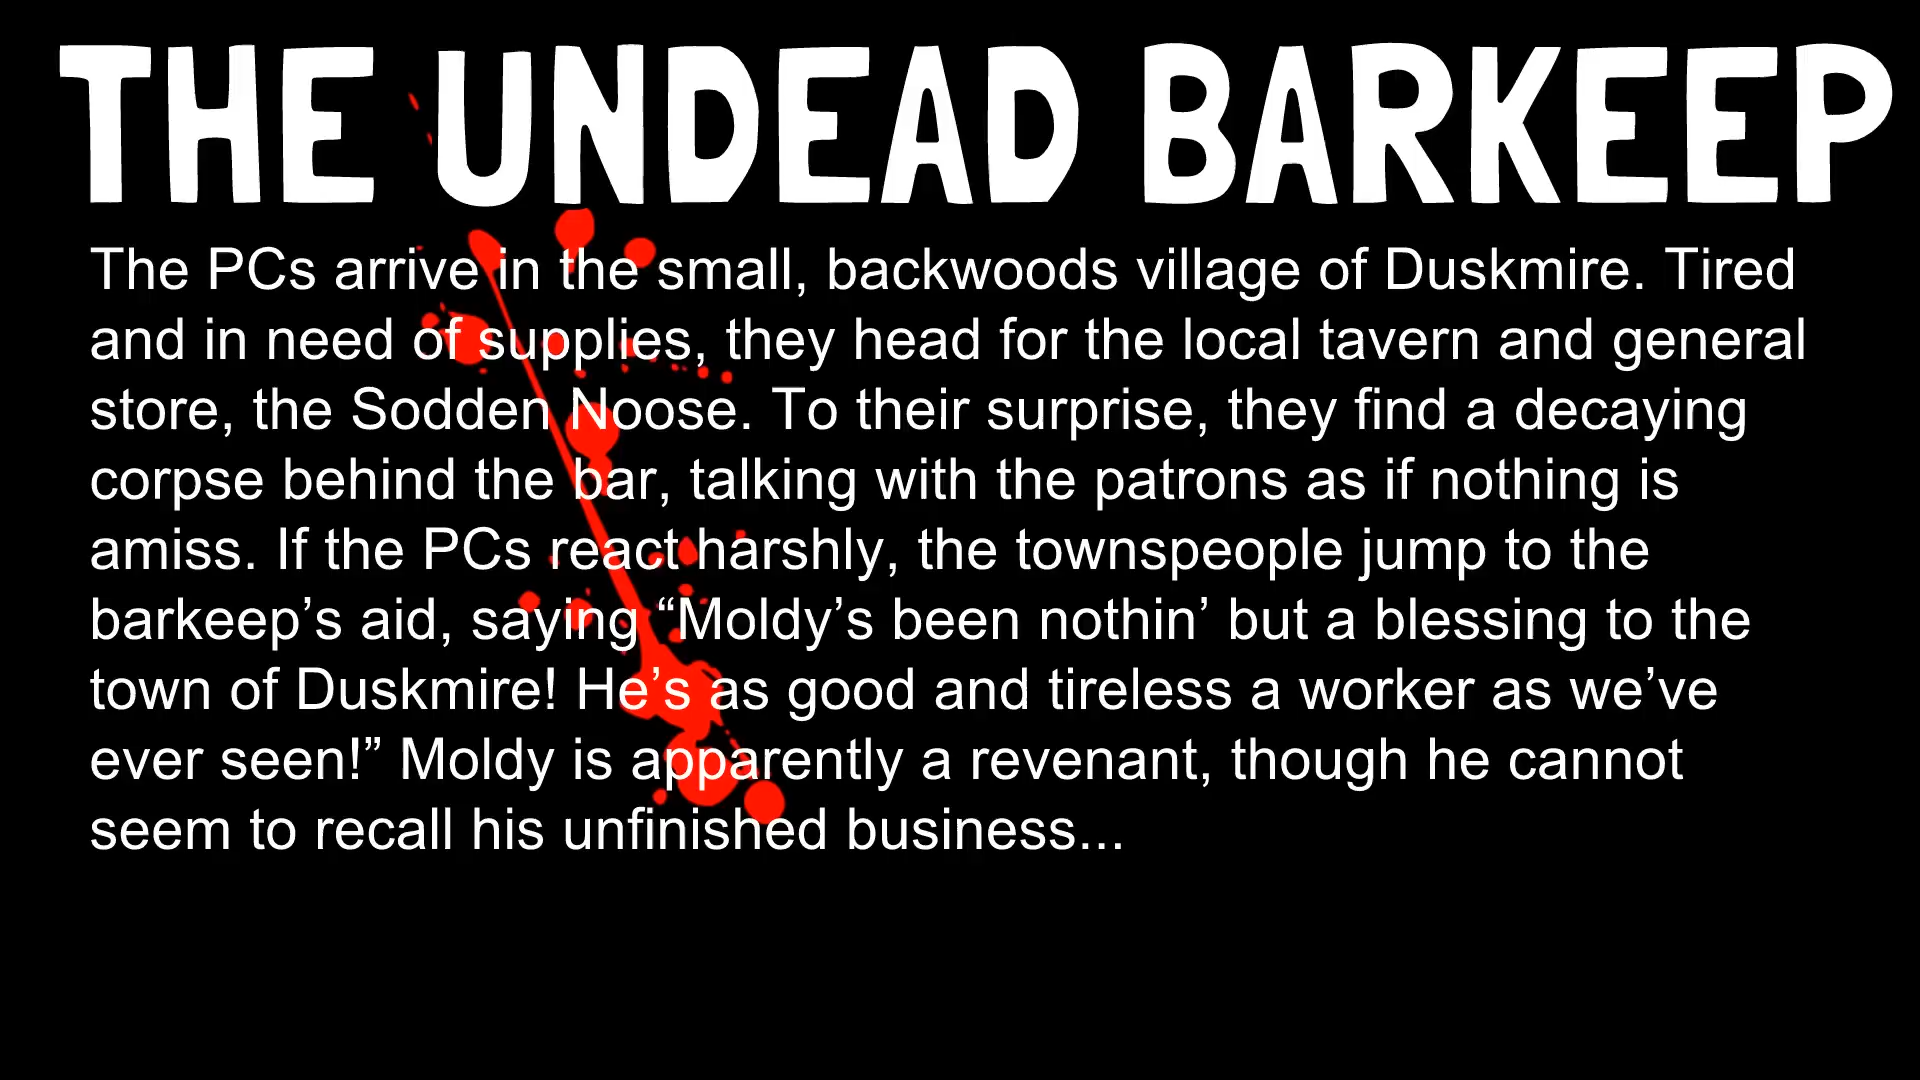 THE UNDEAD BARKEEP
The PCs arrive in the small, backwoods village of Duskmire. Tired
and in need of supplies, they head for the local tavern and general
store, the Sodden Noose. To their surprise, they find a decaying
corpse behind the bar, talking with the patrons as if nothing is
amiss. If the PCs react harshly, the townspeople jump to the
barkeep’s aid, saying “Moldy’s been nothin’ but a blessing to the
town of Duskmire! He’s as good and tireless a worker as we’ve
ever seen!” Moldy is apparently a revenant, though he cannot
seem to recall his unfinished business...